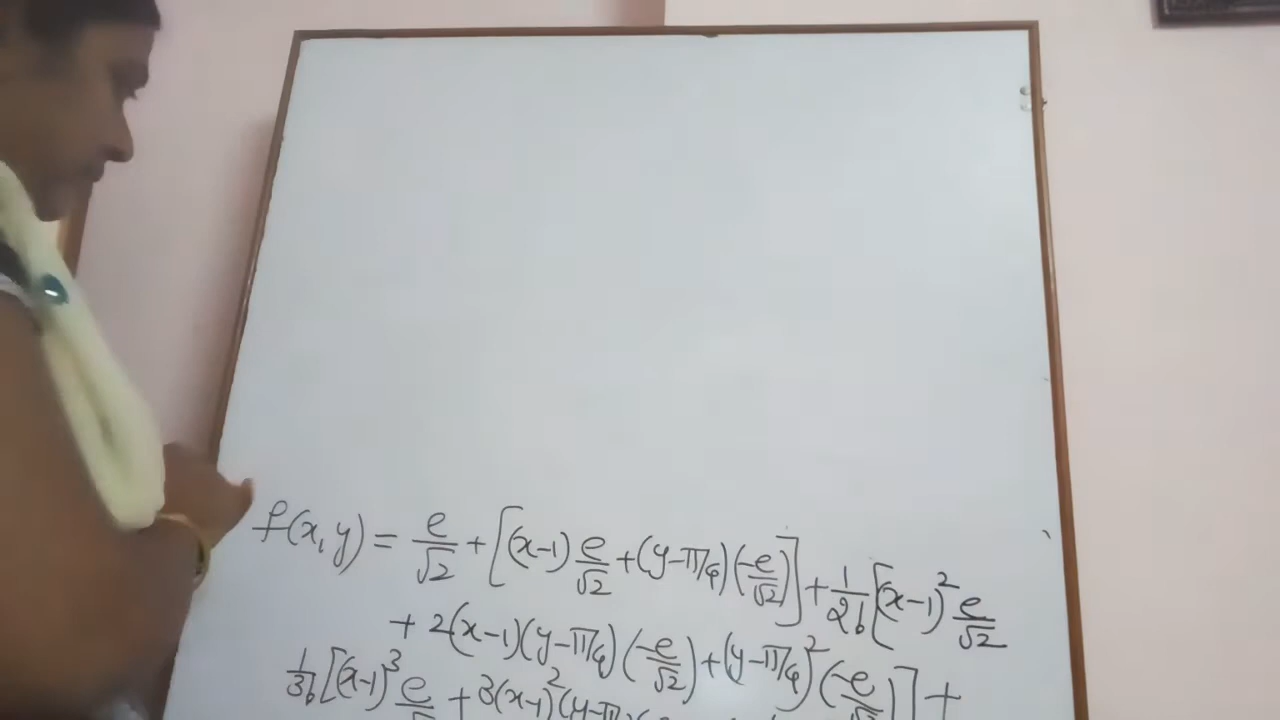 f(x,y) = e/√2 + [(x-1) e/√2 + (y-π/4)(-e/√2)] + 1/2! [(x-1)² e/√2
+ 2(x-1)(y-π/4)(-e/√2) + (y-π/4)² (-e/√2)] +
1/3! [(x-1)³ e/√2 + 3(x-1)² (y-π